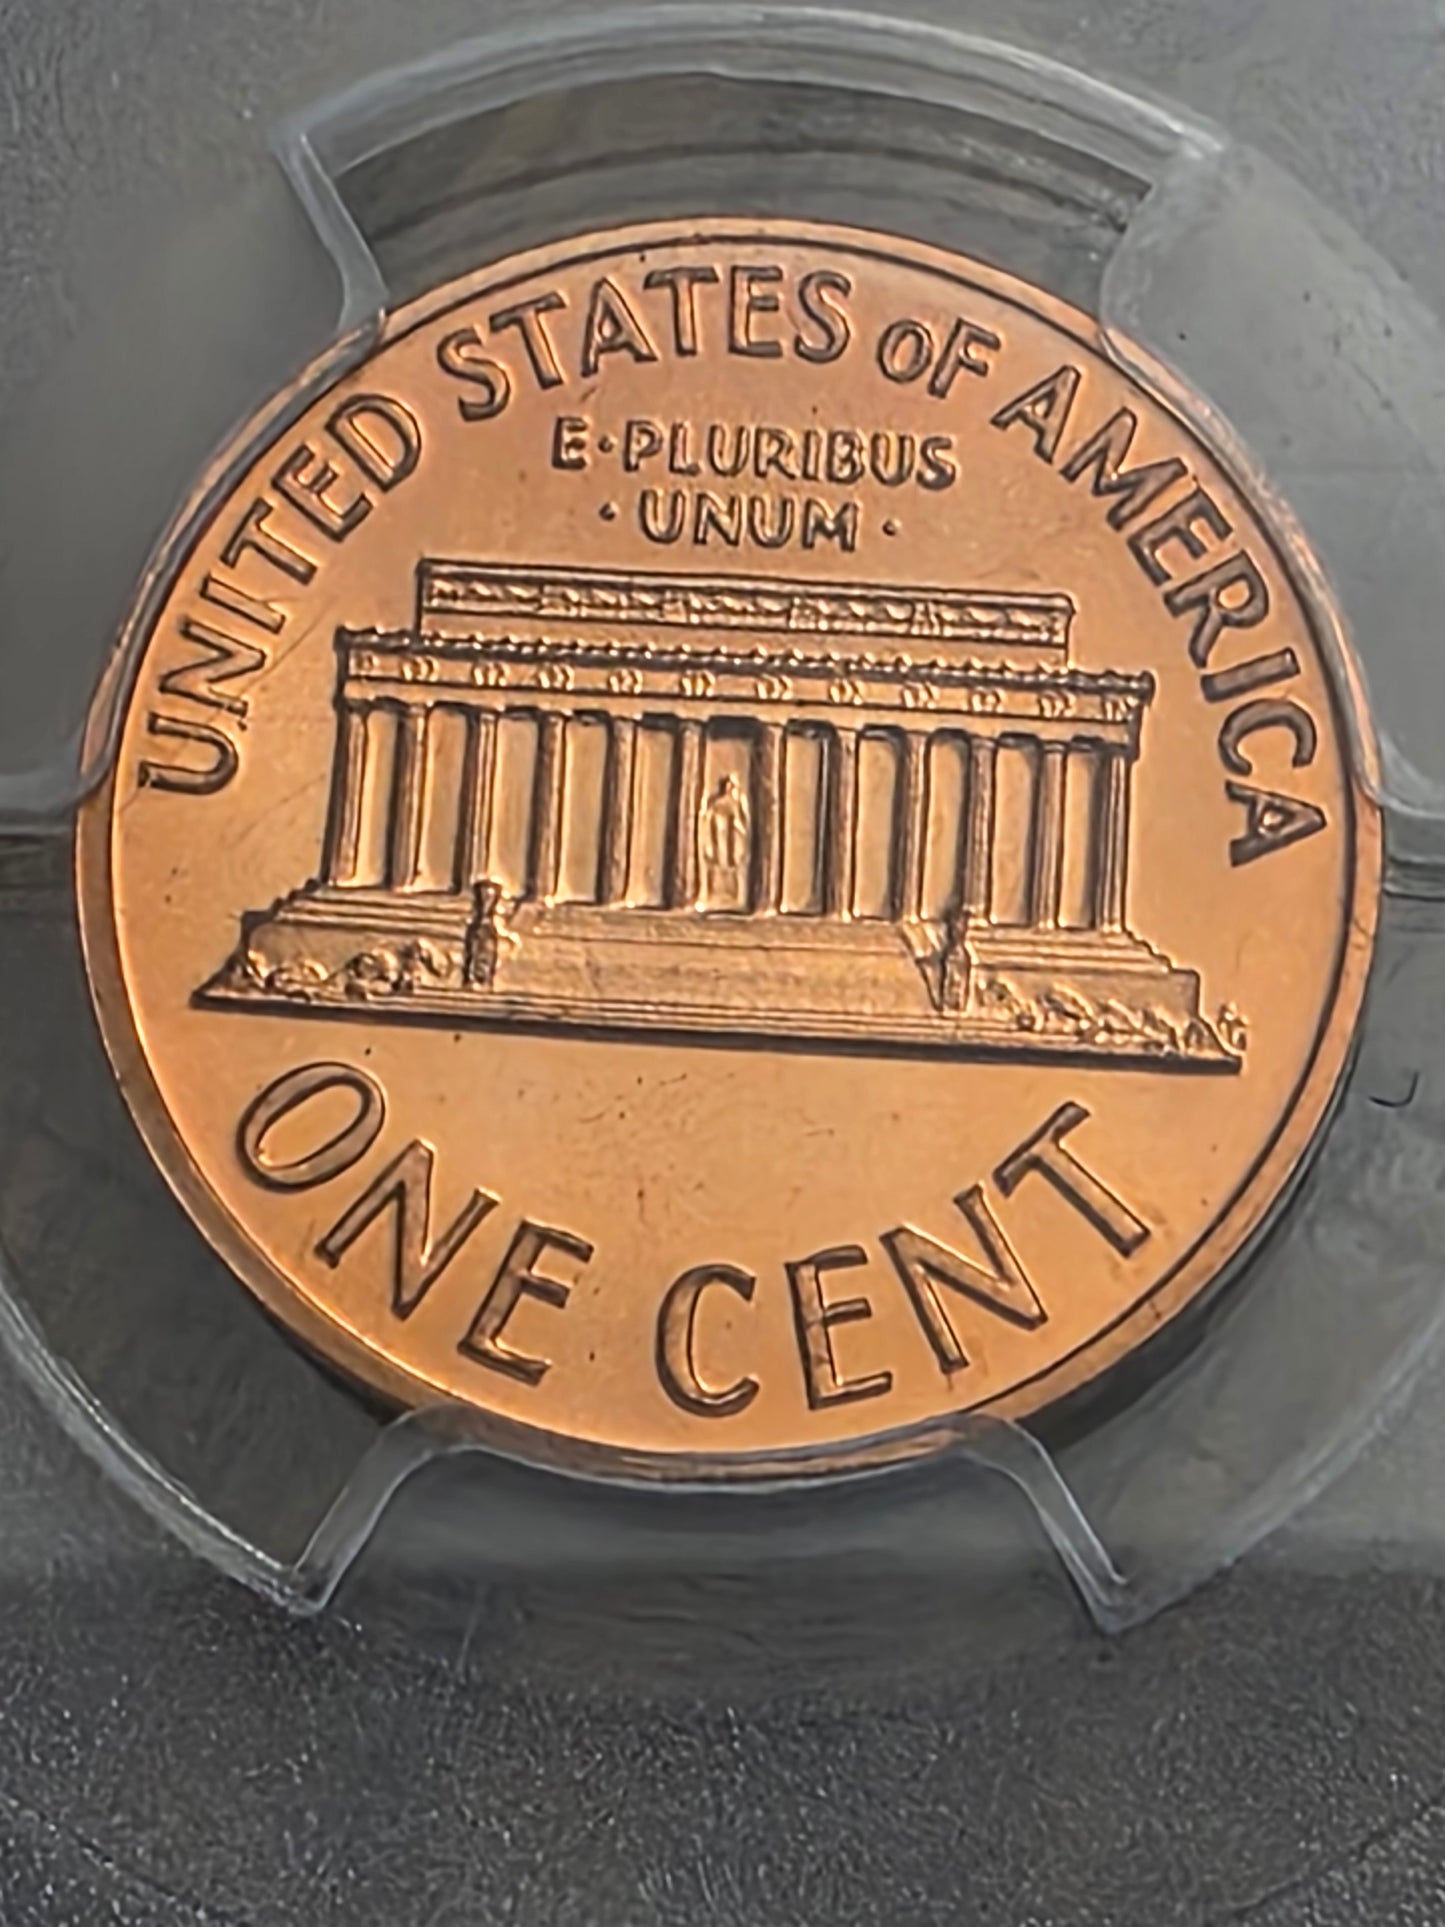 UNITED STATES OF AMERICA
E·PLURIBUS
·UNUM·
ONE CENT